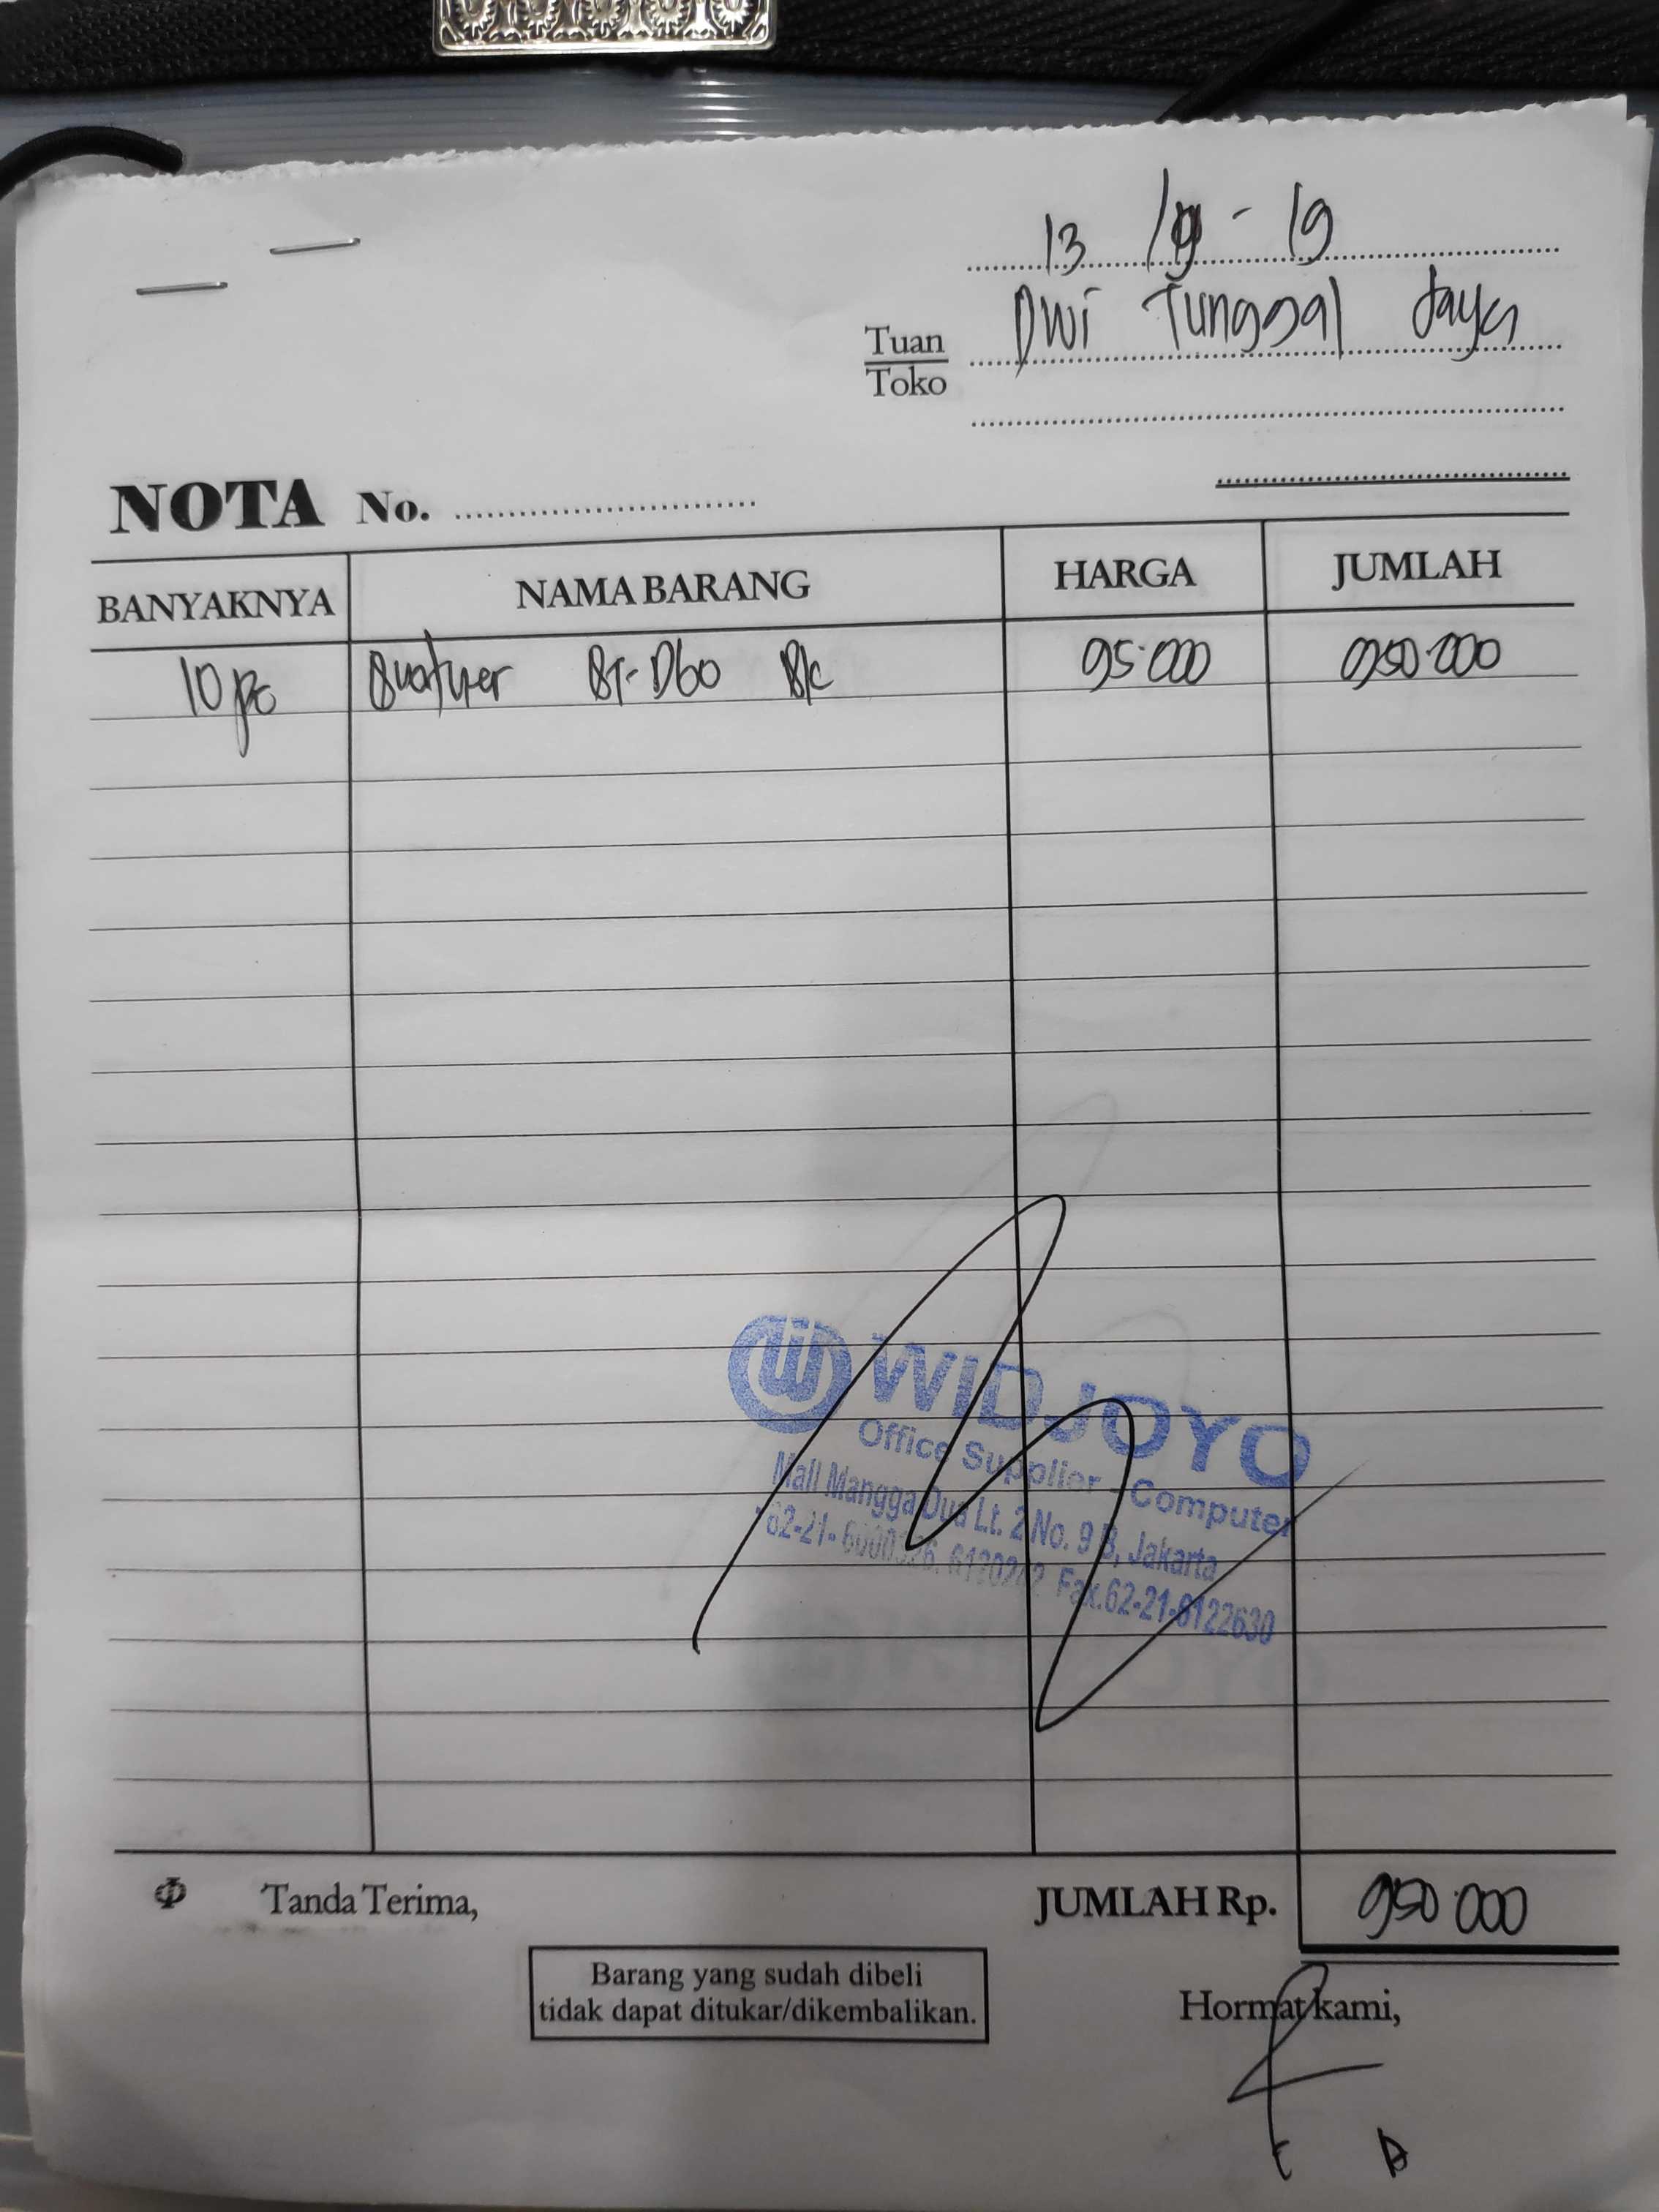 13 / 9 - 19
Tuan Dwi Tunggal Jaya
Toko
NOTA No.
BANYAKNYA NAMA BARANG HARGA JUMLAH
10 pc BT-D60 Bk 95.000 950.000
WIDJOYO
Office Supplier - Computer
Mall Mangga Dua Lt. 2 No. 9 B, Jakarta
Fax.62-21-6122630
Tanda Terima, JUMLAH Rp. 950.000
Barang yang sudah dibeli
tidak dapat ditukar/dikembalikan.
Hormat kami,